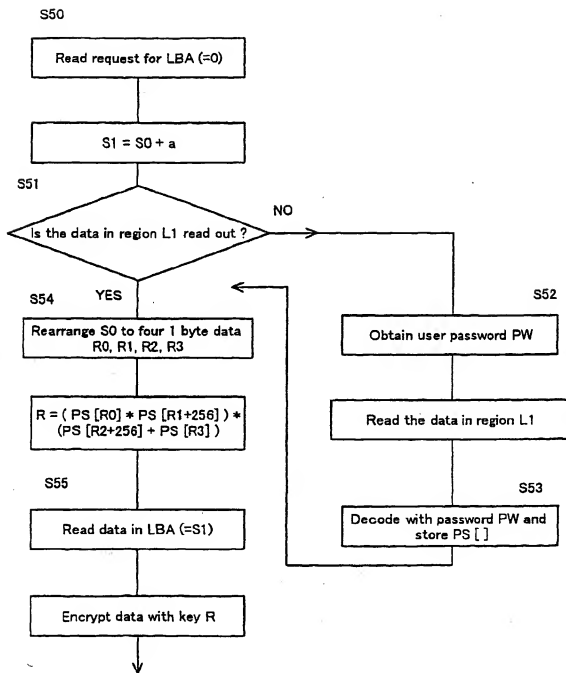 S50
Read request for LBA (=0)
S1 = S0 + a
S51
Is the data in region L1 read out ?
NO
YES
S54
Rearrange S0 to four 1 byte data
R0, R1, R2, R3
R = ( PS [R0] * PS [R1+256] ) *
(PS [R2+256] + PS [R3] )
S55
Read data in LBA (=S1)
Encrypt data with key R
S52
Obtain user password PW
Read the data in region L1
S53
Decode with password PW and
store PS [ ]